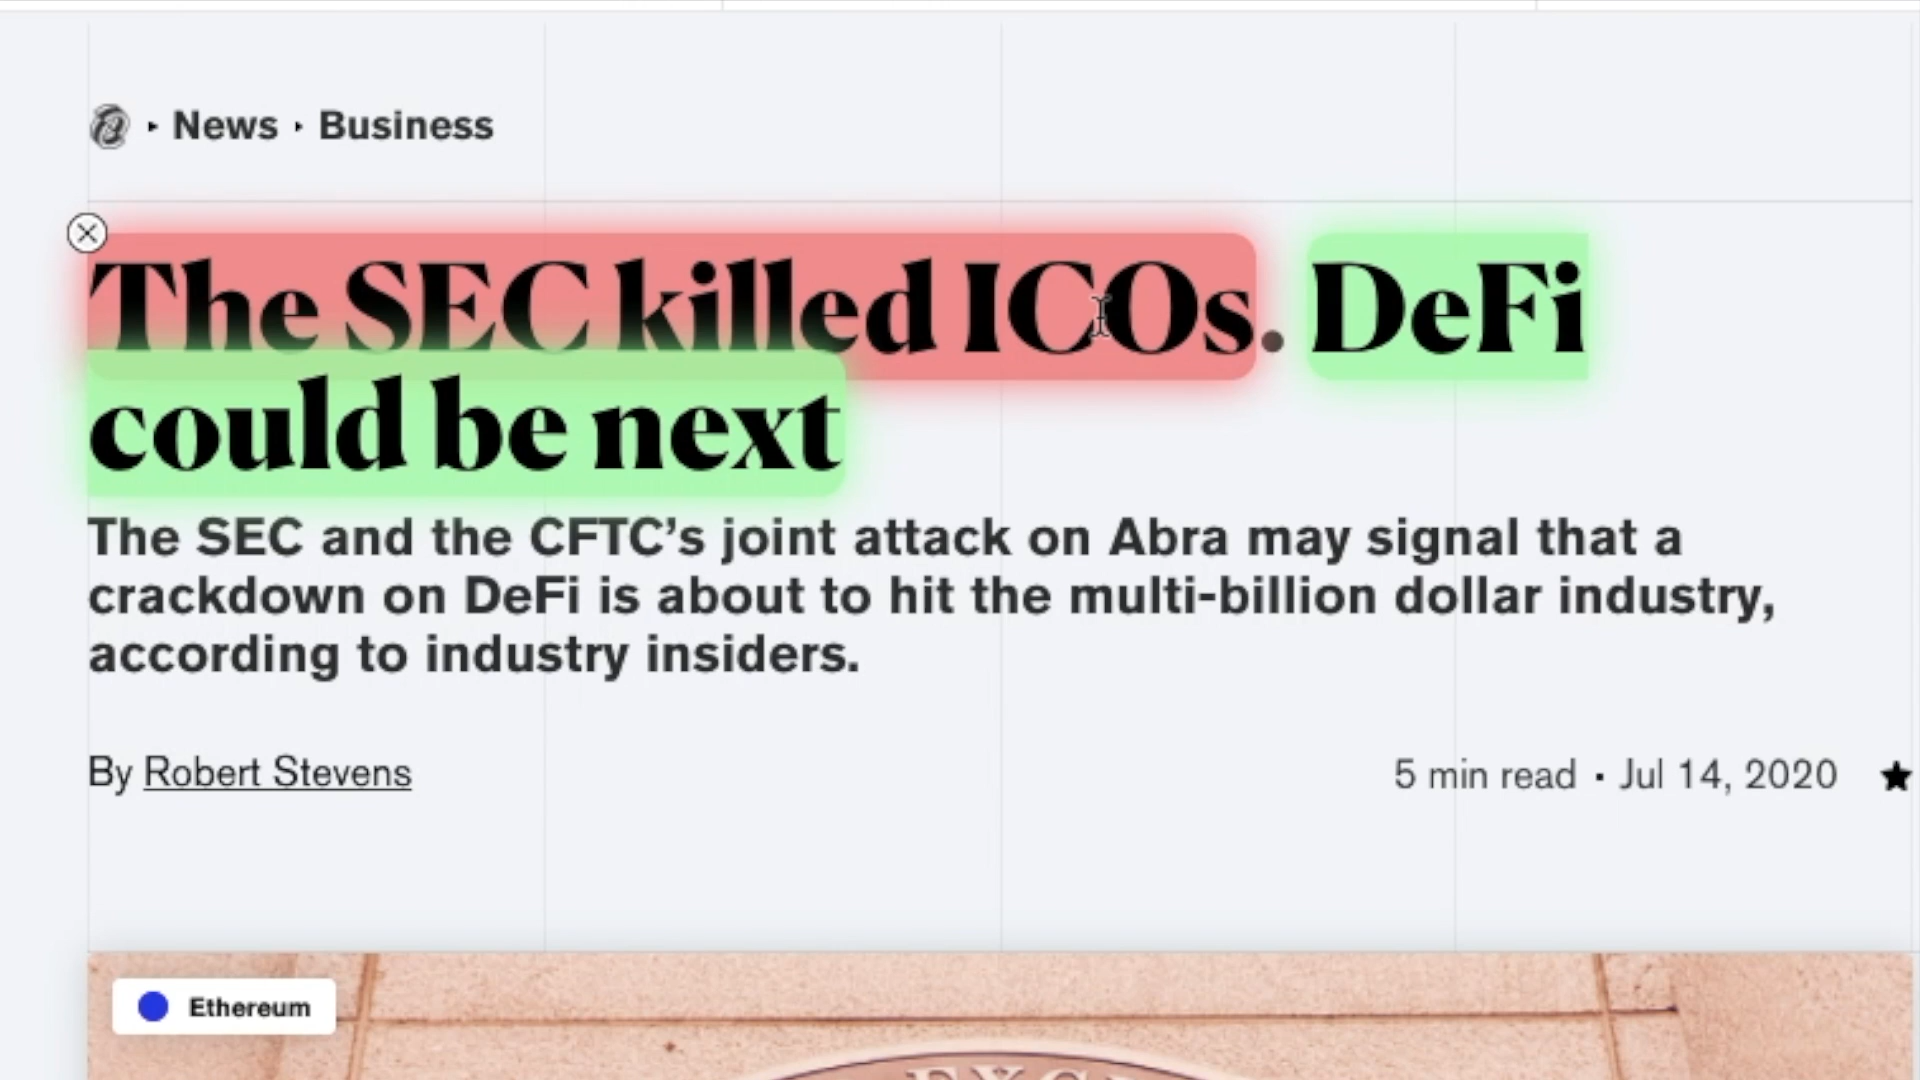 News ‣ Business
The SEC killed ICOs. DeFi
could be next
The SEC and the CFTC’s joint attack on Abra may signal that a
crackdown on DeFi is about to hit the multi-billion dollar industry,
according to industry insiders.
By Robert Stevens
5 min read • Jul 14, 2020
Ethereum